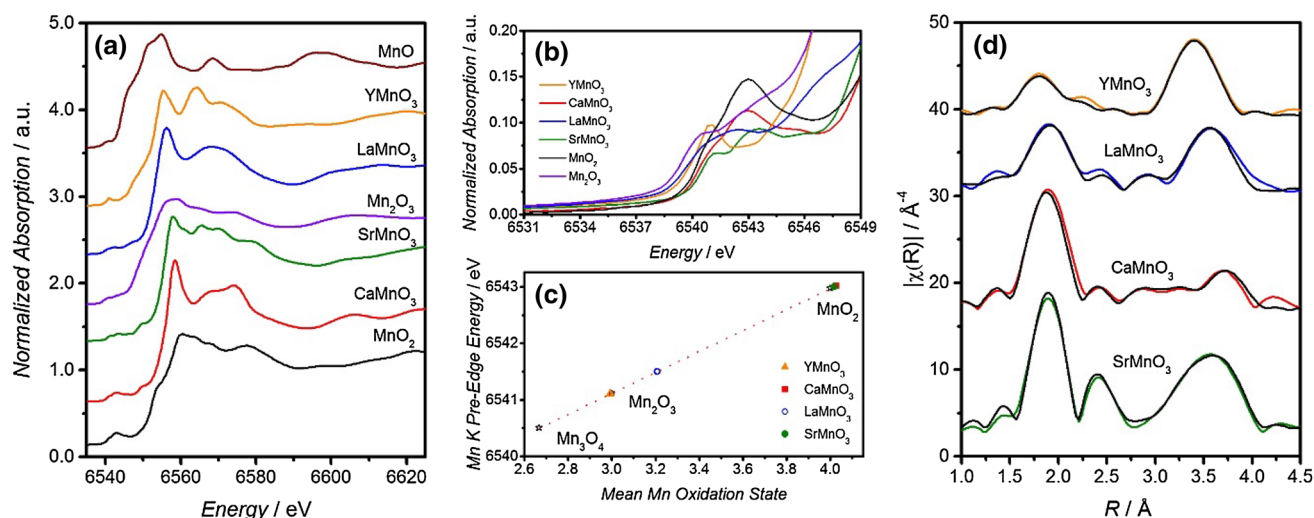 (a)
Normalized Absorption / a.u.
5.0
4.0
3.0
2.0
1.0
0.0
MnO
YMnO₃
LaMnO₃
Mn₂O₃
SrMnO₃
CaMnO₃
MnO₂
6540 6560 6580 6600 6620
Energy / eV
(b)
Normalized Absorption / a.u.
0.20
0.15
0.10
0.05
0.00
YMnO₃
CaMnO₃
LaMnO₃
SrMnO₃
MnO₂
Mn₂O₃
6531 6534 6537 6540 6543 6546 6549
Energy / eV
(c)
Mn K Pre-Edge Energy / eV
6543
6542
6541
6540
MnO₂
Mn₂O₃
Mn₃O₄
YMnO₃
CaMnO₃
LaMnO₃
SrMnO₃
2.6 2.8 3.0 3.2 3.4 3.6 3.8 4.0
Mean Mn Oxidation State
(d)
|χ(R)| / Å⁻⁴
50
40
30
20
10
0
YMnO₃
LaMnO₃
CaMnO₃
SrMnO₃
1.0 1.5 2.0 2.5 3.0 3.5 4.0 4.5
R / Å